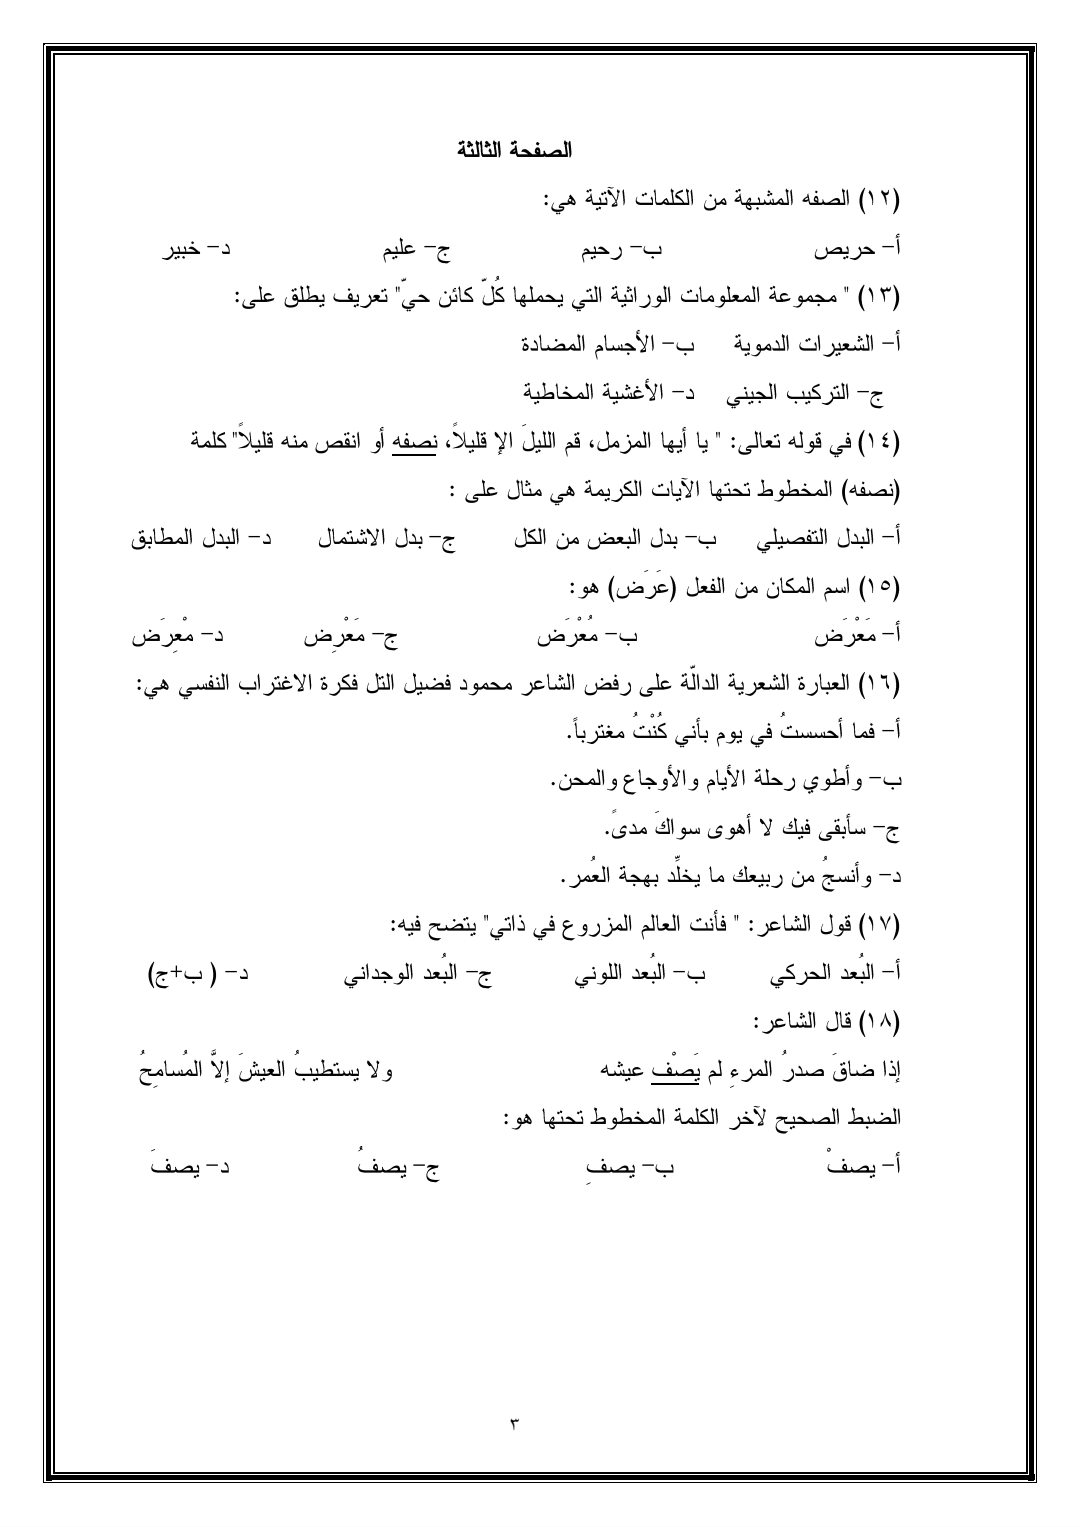 الصفحة الثالثة
(١٢) الصفه المشبهة من الكلمات الآتية هي:
أ- حريص ب- رحيم ج- عليم د- خبير
(١٣) " مجموعة المعلومات الوراثية التي يحملها كُلّ كائن حيّ" تعريف يطلق على:
أ- الشعيرات الدموية ب- الأجسام المضادة
ج- التركيب الجيني د- الأغشية المخاطية
(١٤) في قوله تعالى: " يا أيها المزمل، قم الليلَ الإ قليلاً، نصفه أو انقص منه قليلاً" كلمة
(نصفه) المخطوط تحتها الآيات الكريمة هي مثال على :
أ- البدل التفصيلي ب- بدل البعض من الكل ج- بدل الاشتمال د- البدل المطابق
(١٥) اسم المكان من الفعل (عَرَض) هو:
أ- مَعْرَض ب- مُعْرَض ج- مَعْرِض د- مْعِرَض
(١٦) العبارة الشعرية الدالّة على رفض الشاعر محمود فضيل التل فكرة الاغتراب النفسي هي:
أ- فما أحسستُ في يوم بأني كُنْتُ مغترباً.
ب- وأطوي رحلة الأيام والأوجاع والمحن.
ج- سأبقى فيك لا أهوى سواكَ مدىً.
د- وأنسجُ من ربيعك ما يخلِّد بهجة العُمر.
(١٧) قول الشاعر: " فأنت العالم المزروع في ذاتي" يتضح فيه:
أ- البُعد الحركي ب- البُعد اللوني ج- البُعد الوجداني د- ( ب+ج)
(١٨) قال الشاعر:
إذا ضاقَ صدرُ المرءِ لم يَصْف عيشه ولا يستطيبُ العيشَ إلاَّ المُسامِحُ
الضبط الصحيح لآخر الكلمة المخطوط تحتها هو:
أ- يصفْ ب- يصفِ ج- يصفُ د- يصفَ
٣